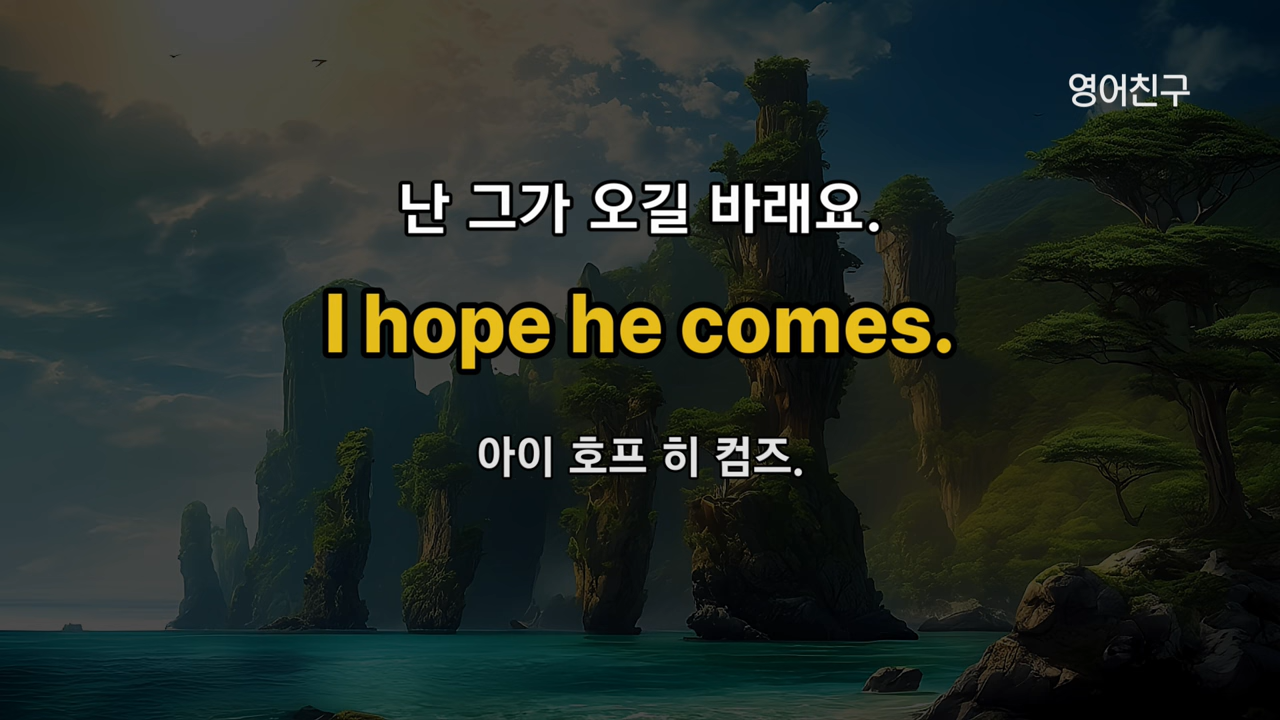 영어친구
난 그가 오길 바래요.
I hope he comes.
아이 호프 히 컴즈.